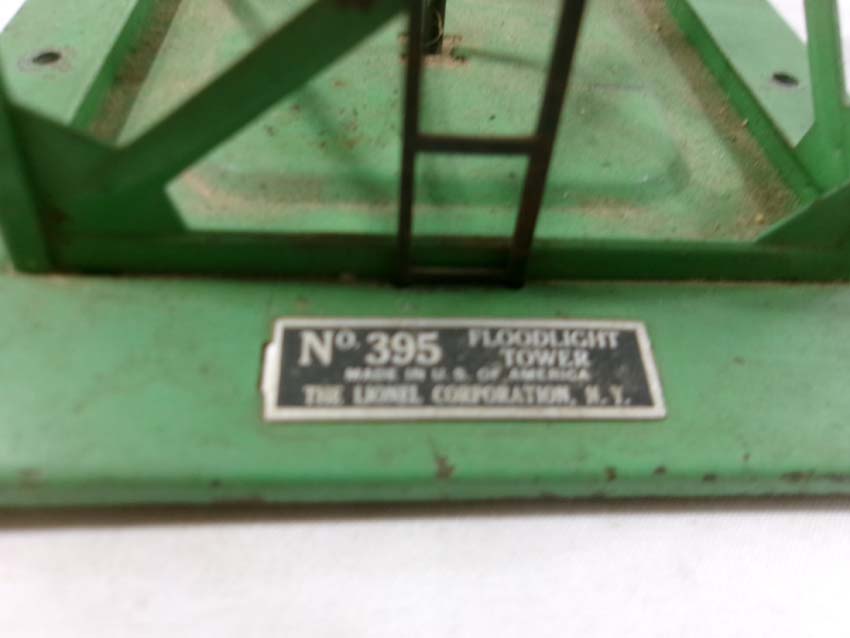 No. 395 FLOODLIGHT TOWER
MADE IN U.S. OF AMERICA
THE LIONEL CORPORATION, N.Y.